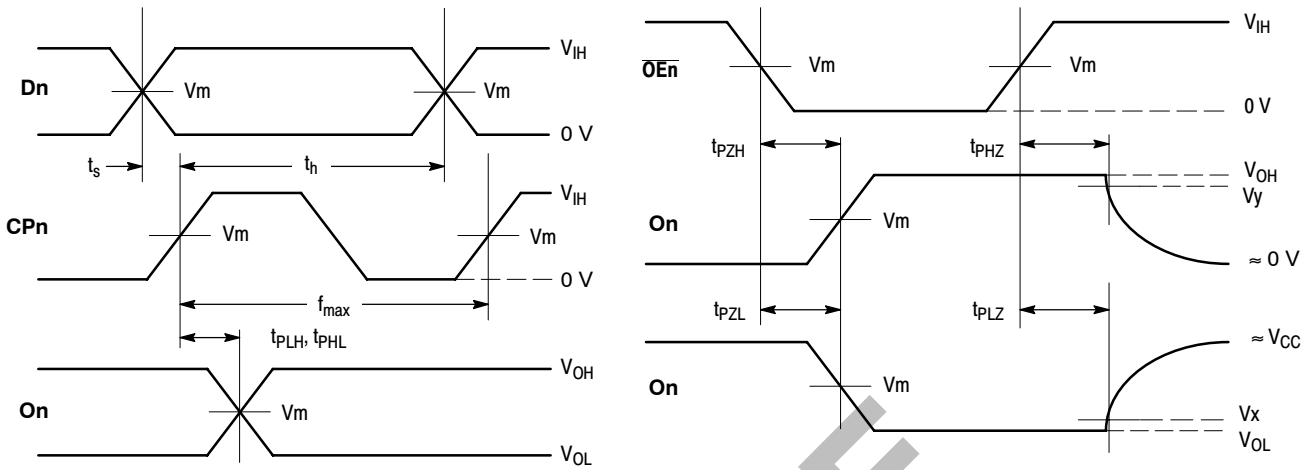 Dn
Vm
Vm
VIH
0 V
ts
th
CPn
Vm
Vm
VIH
0 V
fmax
tPLH, tPHL
On
Vm
VOH
VOL
OEn
Vm
Vm
VIH
0 V
tPZH
tPHZ
On
Vm
VOH
Vy
≈ 0 V
tPZL
tPLZ
On
Vm
≈ VCC
Vx
VOL